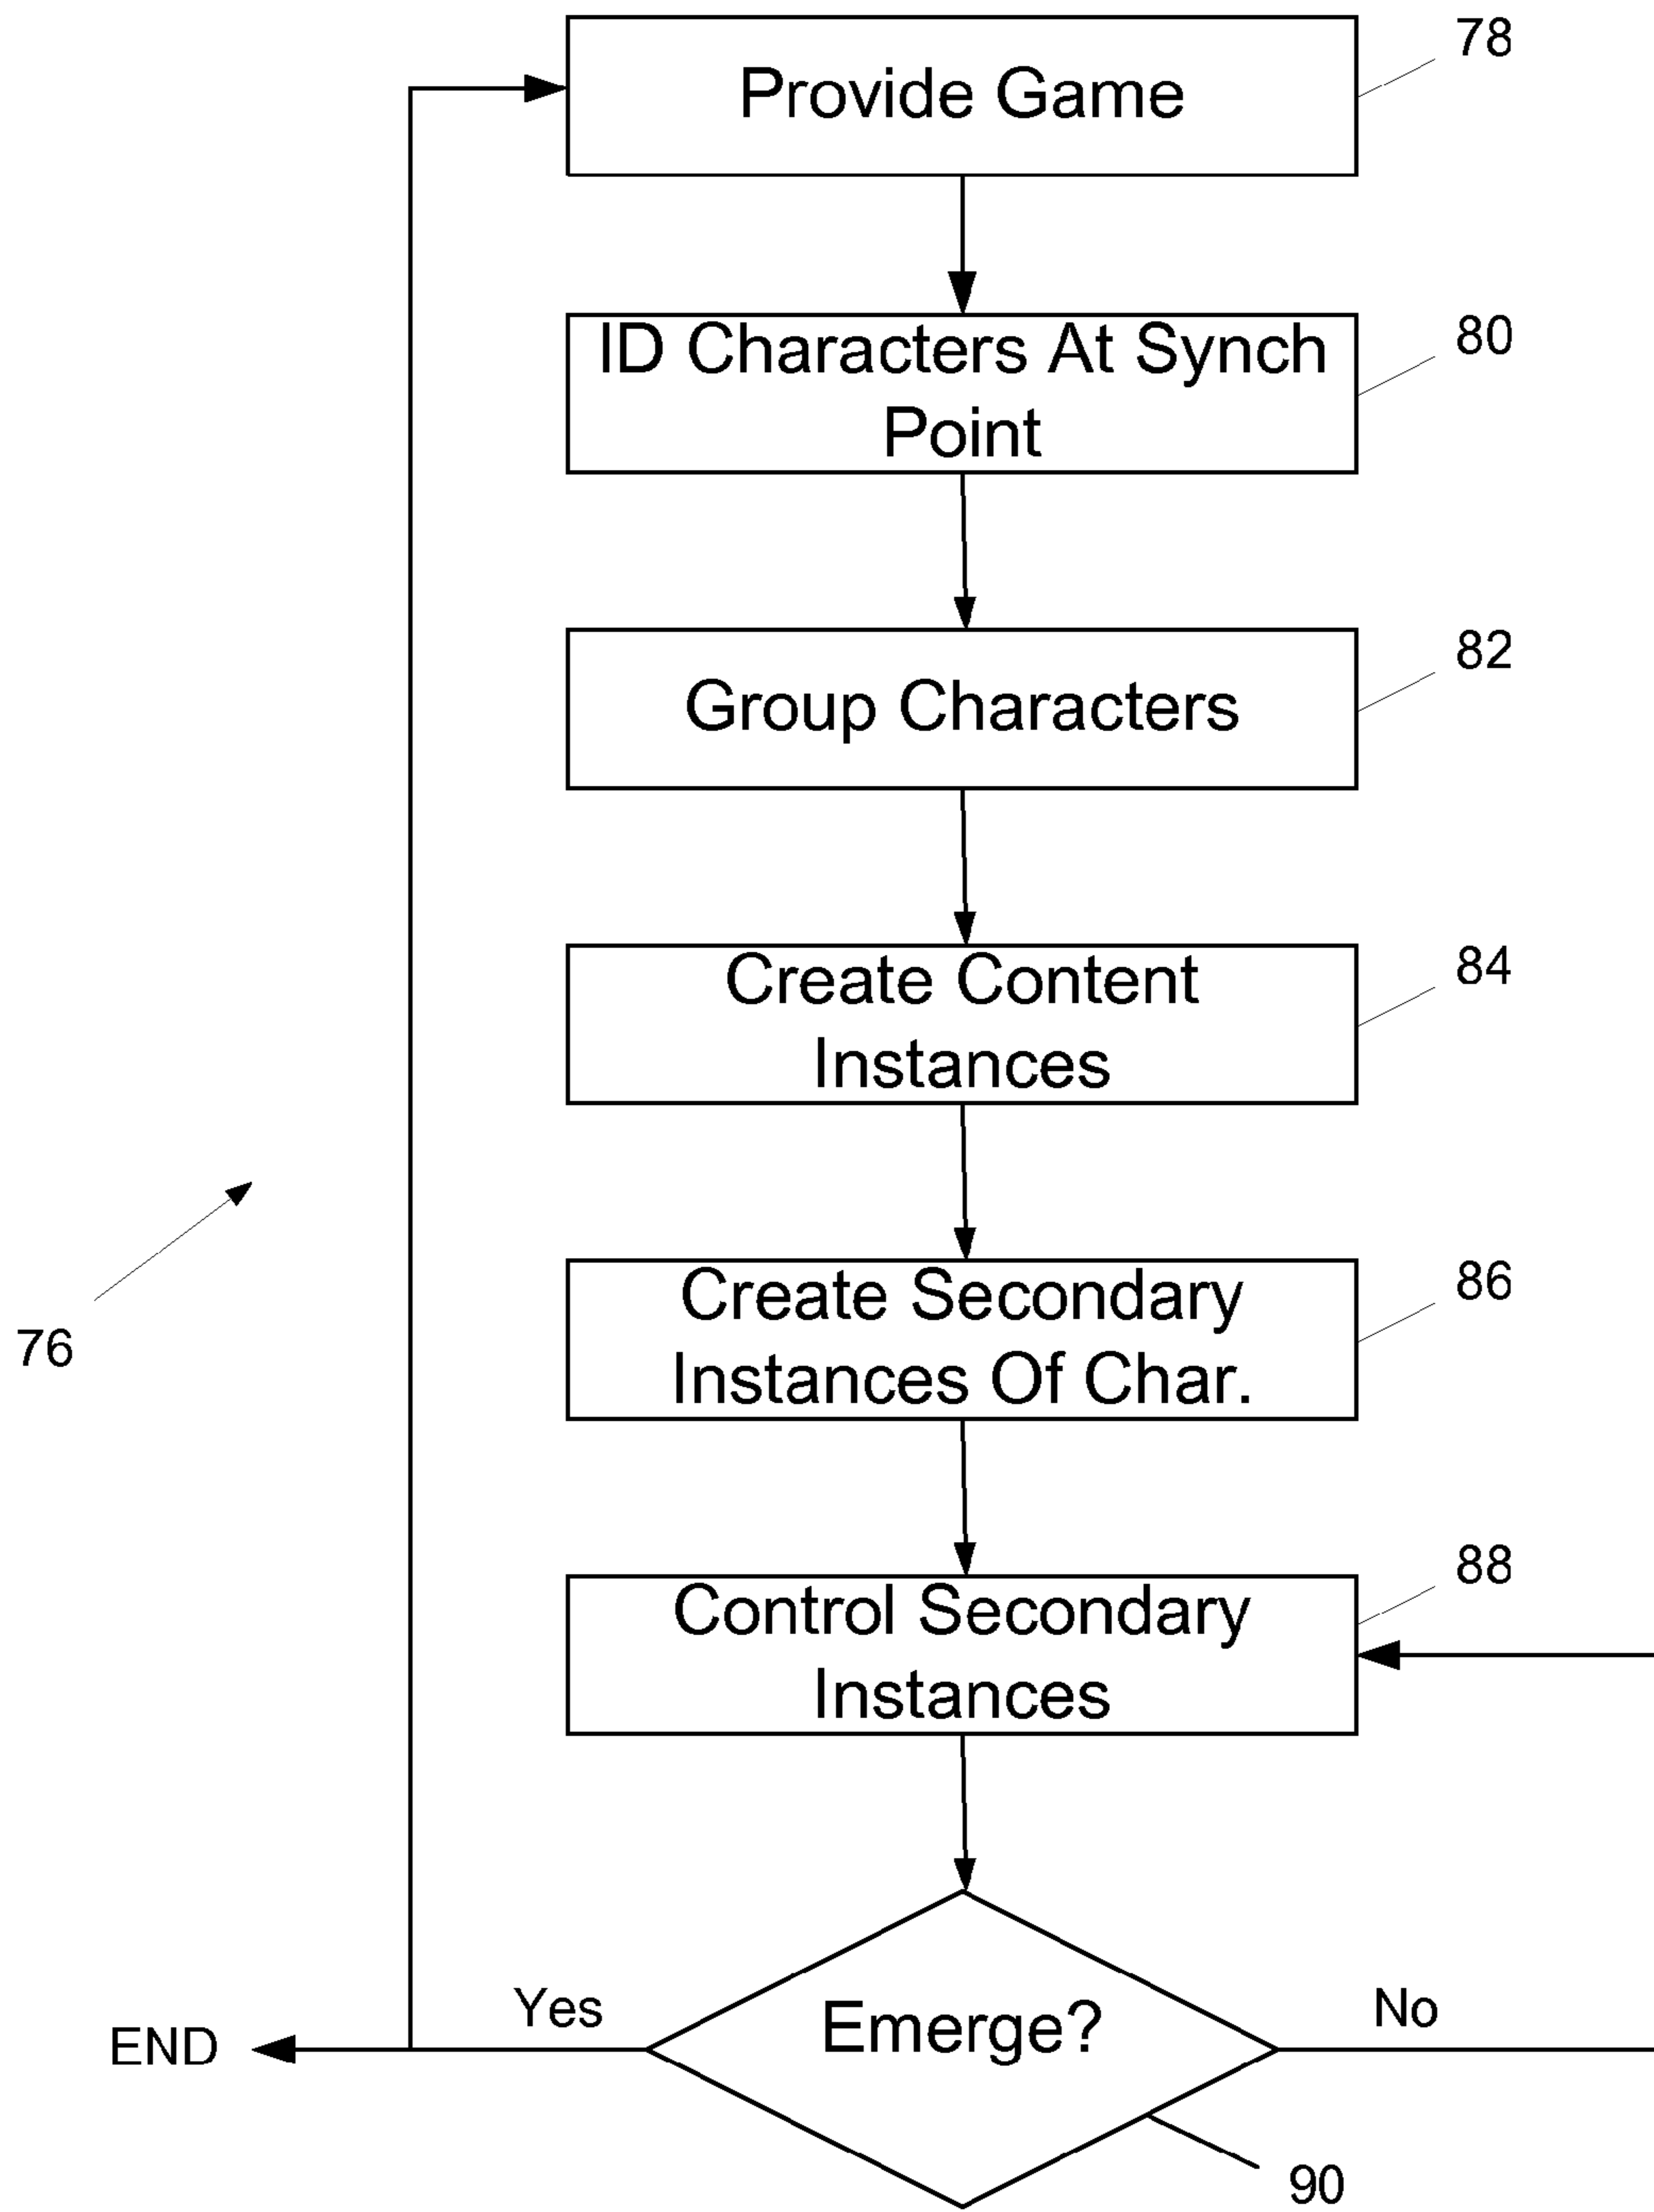 Provide Game
78
ID Characters At Synch
Point
80
Group Characters
82
Create Content
Instances
84
Create Secondary
Instances Of Char.
86
76
Control Secondary
Instances
88
Emerge?
Yes
No
END
90